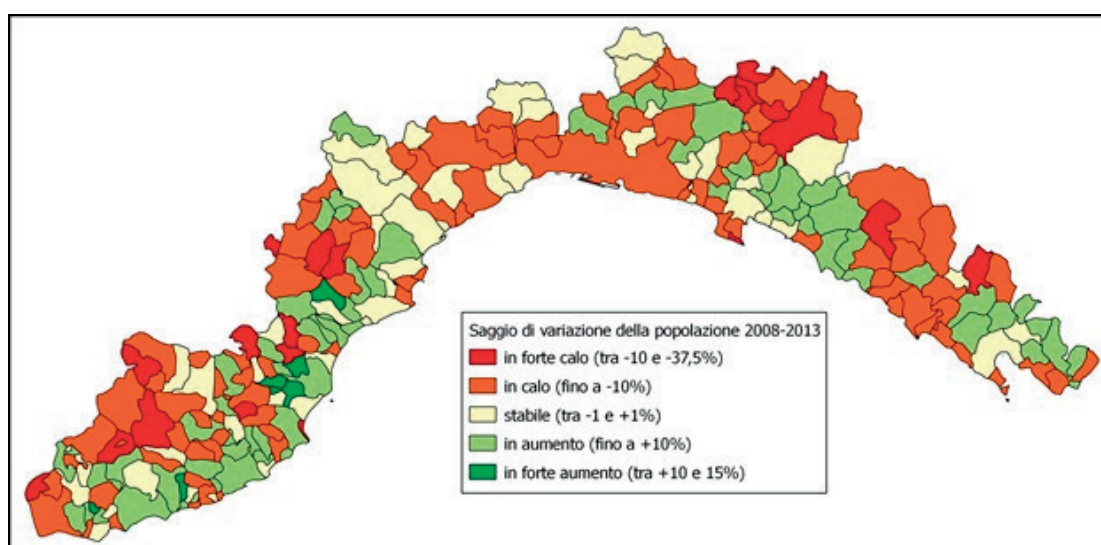 Saggio di variazione della popolazione 2008-2013
in forte calo (tra -10 e -37,5%)
in calo (fino a -10%)
stabile (tra -1 e +1%)
in aumento (fino a +10%)
in forte aumento (tra +10 e 15%)